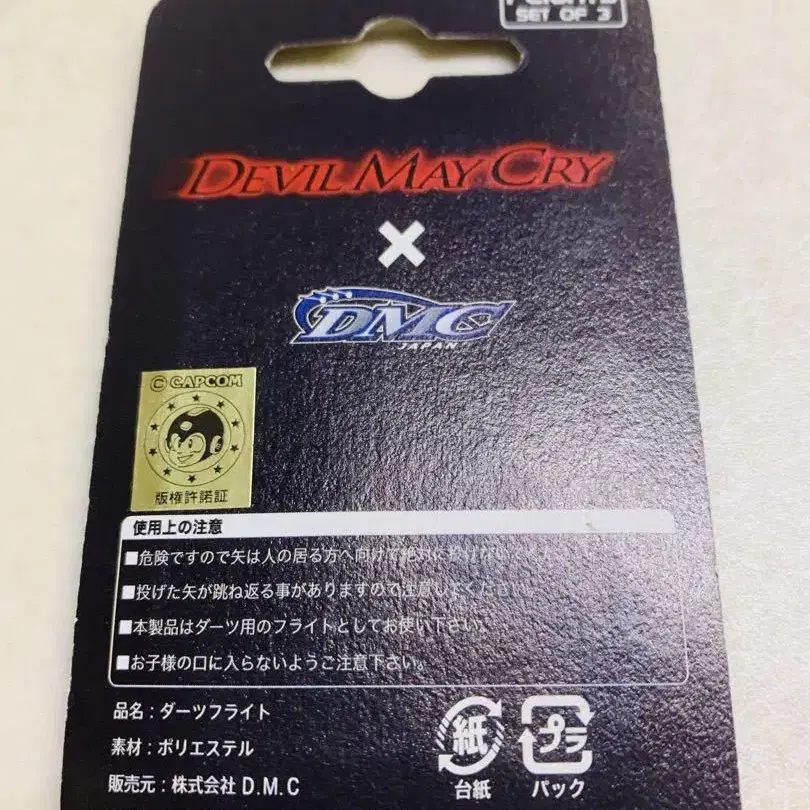 SET OF 3
DEVIL MAY CRY
×
DMC
JAPAN
© CAPCOM
版権許諾証
使用上の注意
■危険ですので矢は人の居る方へ向けて絶対に投げないで
■投げた矢が跳ね返る事がありますので注意してください。
■本製品はダーツ用のフライトとしてお使い下さい。
■お子様の口に入らないようご注意下さい。
品名：ダーツフライト
素材：ポリエステル
販売元：株式会社 D.M.C
紙
台紙
プラ
パック